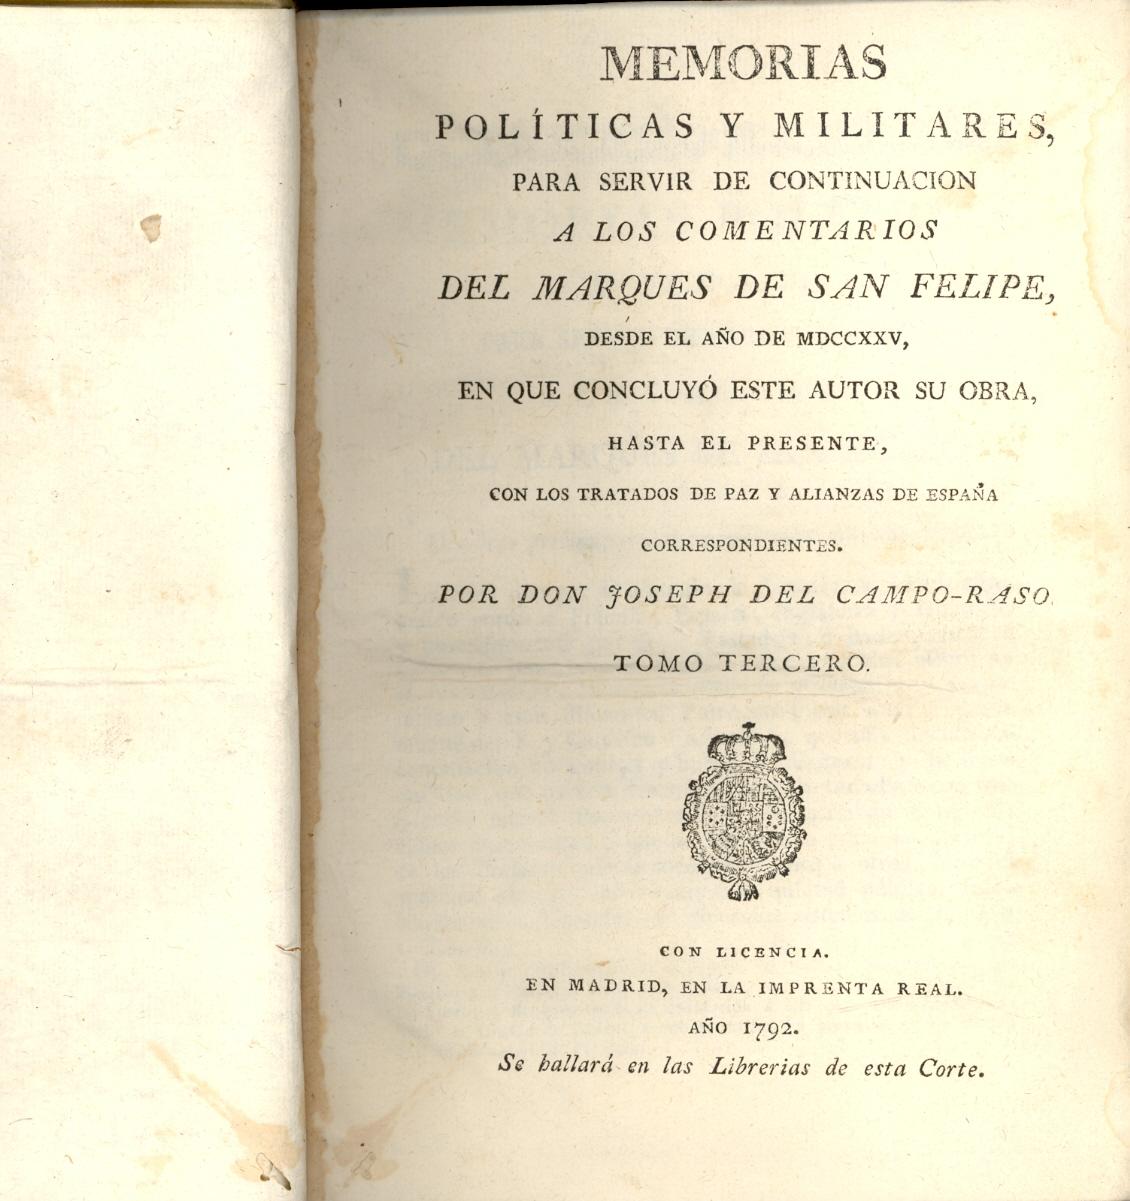 MEMORIAS
POLÍTICAS Y MILITARES,
PARA SERVIR DE CONTINUACION
A LOS COMENTARIOS
DEL MARQUES DE SAN FELIPE,
DESDE EL AÑO DE MDCCXXV,
EN QUE CONCLUYÓ ESTE AUTOR SU OBRA,
HASTA EL PRESENTE,
CON LOS TRATADOS DE PAZ Y ALIANZAS DE ESPAÑA
CORRESPONDIENTES.
POR DON JOSEPH DEL CAMPO-RASO.
TOMO TERCERO.
CON LICENCIA.
EN MADRID, EN LA IMPRENTA REAL.
AÑO 1792.
Se hallará en las Librerias de esta Corte.